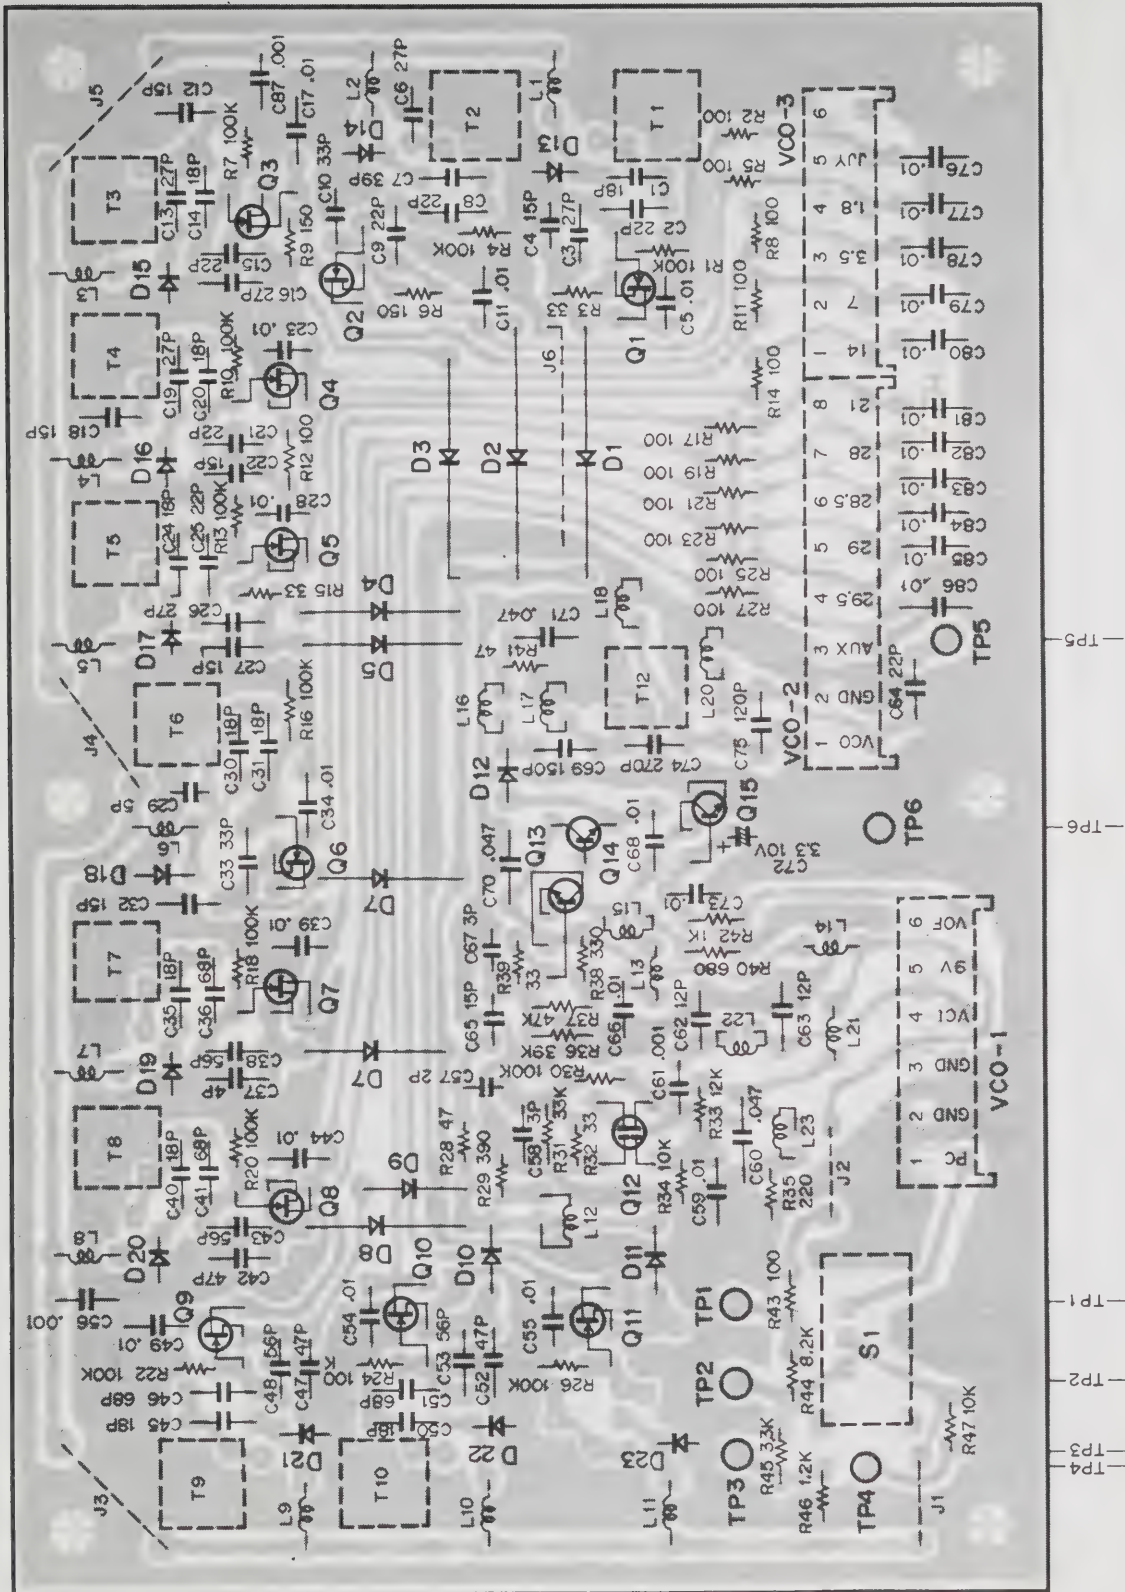 J5
C12 15P
C87 .001
C17 .01
L2
C6 27P
T2
L1
T1
R2 100
R5 100
VCO-3
6
5 JJY
4 1.8
3 3.5
2 7
1 14
C76 .01
C77 .01
C78 .01
C79 .01
C80 .01
T3
C13 27P
C14 18P
R7 100K
Q3
D14
C10 33P
C7 39P
C8 22P
D13
C1 18P
C2 22P
R8 100
L3
D15
C15 22P
C16 27P
R9 150
Q2
C9 22P
R4 100K
C4 15P
C3 27P
R1 100K
R6 150
C11 .01
R3 33
C5 .01
R11 100
Q1
T4
C19 27P
C20 18P
R10 100K
C23 .01
Q4
J6
R14 100
C18 15P
L4
D16
C21 22P
C22 15P
R12 100
D3
D2
D1
R17 100
R19 100
R21 100
R23 100
R25 100
R27 100
8 21
7 28
6 28.5
5 29
4 29.5
3 AUX
2 GND
1 VCO
VCO-2
C81 .01
C82 .01
C83 .01
C84 .01
C85 .01
C86 .01
T5
C24 18P
C25 22P
R13 100K
C28 .01
Q5
R15 33
D4
D5
L5
D17
C26 27P
C27 15P
C71 .047
R41 47
L18
T12
L20
TP5
C64 22P
J4
T6
C30 18P
C31 18P
R16 100K
L16
L17
D12
C69 150P
C74 270P
C75 120P
C29 5P
L6
C34 .01
Q6
D18
C33 33P
D7
C32 15P
Q13
Q14
C70 .047
C68 .01
Q15
C72 3.3 10V
+
TP6
T7
C35 18P
C36 68P
R18 100K
C39 .01
Q7
C67 3P
R39 33
R38 330
L15
C73 .01
R42 1K
R40 680
L14
L7
D19
C38 56P
C37 4P
D7
C65 15P
R37 47K
R36 39K
R30 100K
C66 .01
L13
C62 12P
L22
C63 12P
L21
6 VOF
5 9V
4 VCI
3 GND
2 GND
1 PC
VCO-1
T8
C40 18P
C41 68P
R20 100K
C44 .01
Q8
D9
D8
C57 2P
R28 47
R29 390
C58 3P
R31 33K
R32 33
C61 .001
R33 12K
Q12
R34 10K
C59 .01
C60 .047
L23
R35 220
J2
L8
D20
C43 56P
C42 47P
Q10
D10
L12
D11
C56 .001
C49 .01
Q9
R22 100K
C46 68P
C45 18P
C48 56P
C47 47P
C54 .01
R24 100K
C51 68P
C50 18P
C53 56P
C52 47P
C55 .01
Q11
R26 100K
TP1
TP2
TP3
TP4
R43 100
R44 8.2K
R45 3.3K
R46 1.2K
R47 10K
S1
J3
T9
D21
L9
T10
D22
L10
D23
L11
J1
TP5
TP6
TP1
TP2
TP3
TP4